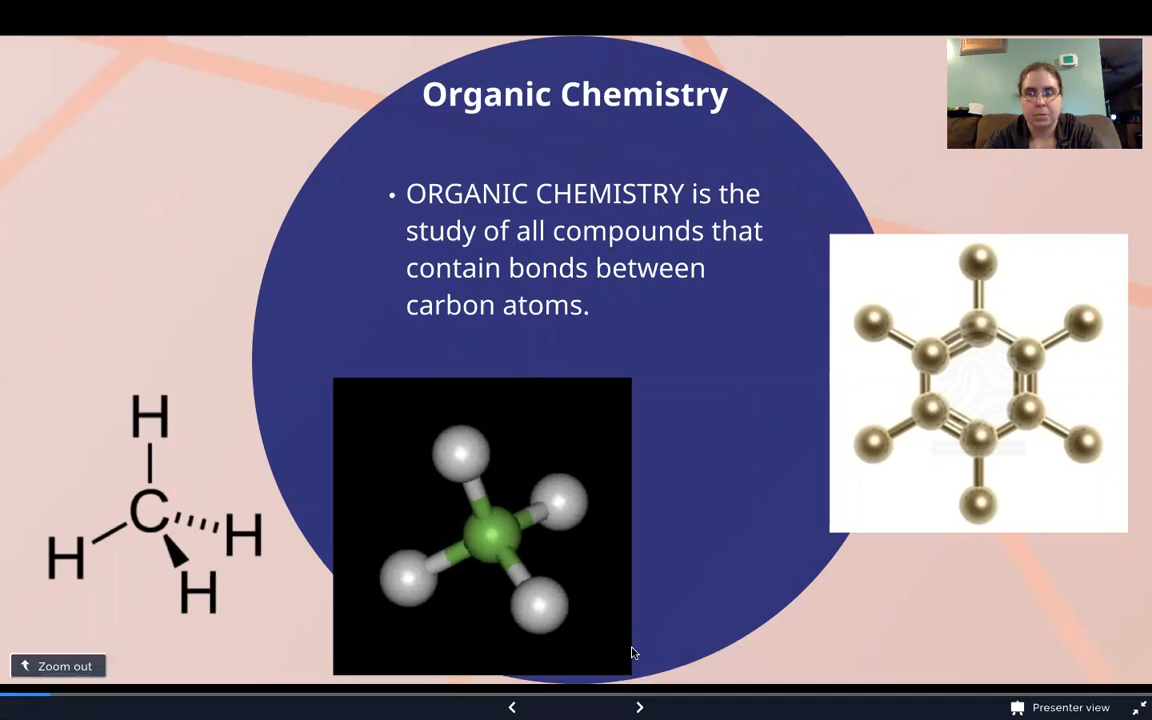 Organic Chemistry
• ORGANIC CHEMISTRY is the
study of all compounds that
contain bonds between
carbon atoms.
H
C
H
H
H
Zoom out
Presenter view